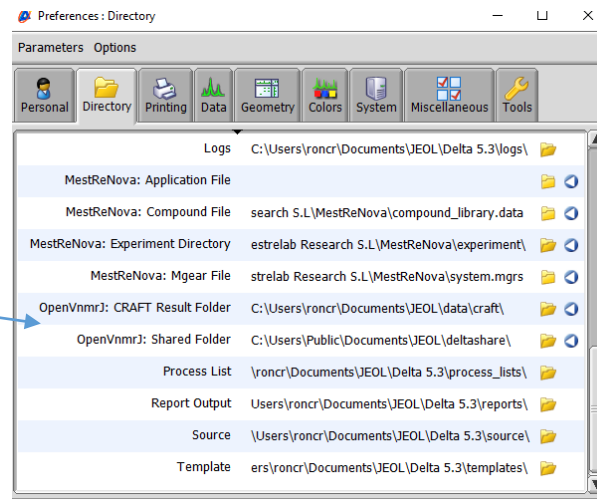 Preferences : Directory
Parameters Options
Personal Directory Printing Data Geometry Colors System Miscellaneous Tools
Logs C:\Users\roncr\Documents\JEOL\Delta 5.3\logs\
MestReNova: Application File
MestReNova: Compound File search S.L\MestReNova\compound_library.data
MestReNova: Experiment Directory estrelab Research S.L\MestReNova\experiment\
MestReNova: Mgear File strelab Research S.L\MestReNova\system.mgrs
OpenVnmrJ: CRAFT Result Folder C:\Users\roncr\Documents\JEOL\data\craft\
OpenVnmrJ: Shared Folder C:\Users\Public\Documents\JEOL\deltashare\
Process List \roncr\Documents\JEOL\Delta 5.3\process_lists\
Report Output Users\roncr\Documents\JEOL\Delta 5.3\reports\
Source \Users\roncr\Documents\JEOL\Delta 5.3\source\
Template ers\roncr\Documents\JEOL\Delta 5.3\templates\